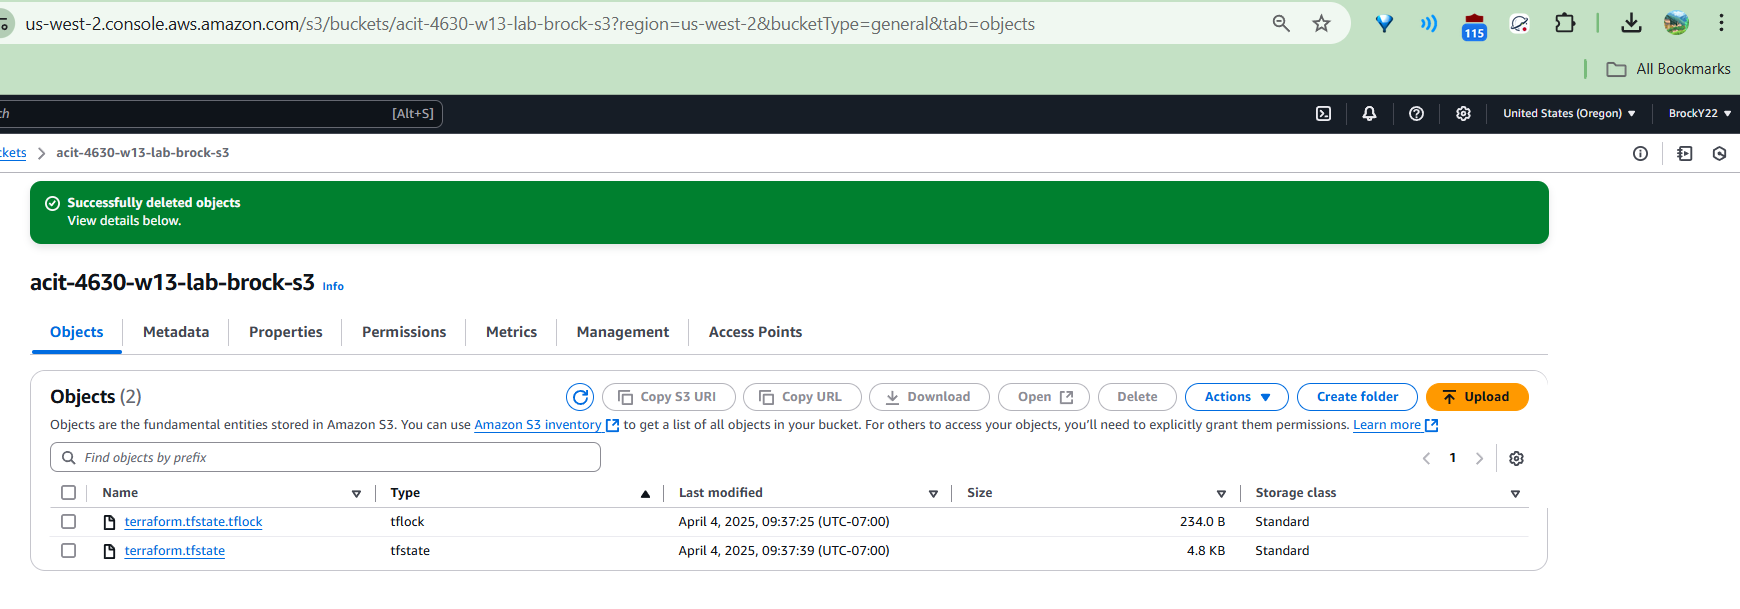 us-west-2.console.aws.amazon.com/s3/buckets/acit-4630-w13-lab-brock-s3?region=us-west-2&bucketType=general&tab=objects
115
All Bookmarks
ch [Alt+S] United States (Oregon) BrockY22
ckets acit-4630-w13-lab-brock-s3
Successfully deleted objects
View details below.
acit-4630-w13-lab-brock-s3 Info
Objects Metadata Properties Permissions Metrics Management Access Points
Objects (2) Copy S3 URI Copy URL Download Open Delete Actions Create folder Upload
Objects are the fundamental entities stored in Amazon S3. You can use Amazon S3 inventory to get a list of all objects in your bucket. For others to access your objects, you'll need to explicitly grant them permissions. Learn more
Find objects by prefix 1
Name Type Last modified Size Storage class
terraform.tfstate.tflock tflock April 4, 2025, 09:37:25 (UTC-07:00) 234.0 B Standard
terraform.tfstate tfstate April 4, 2025, 09:37:39 (UTC-07:00) 4.8 KB Standard